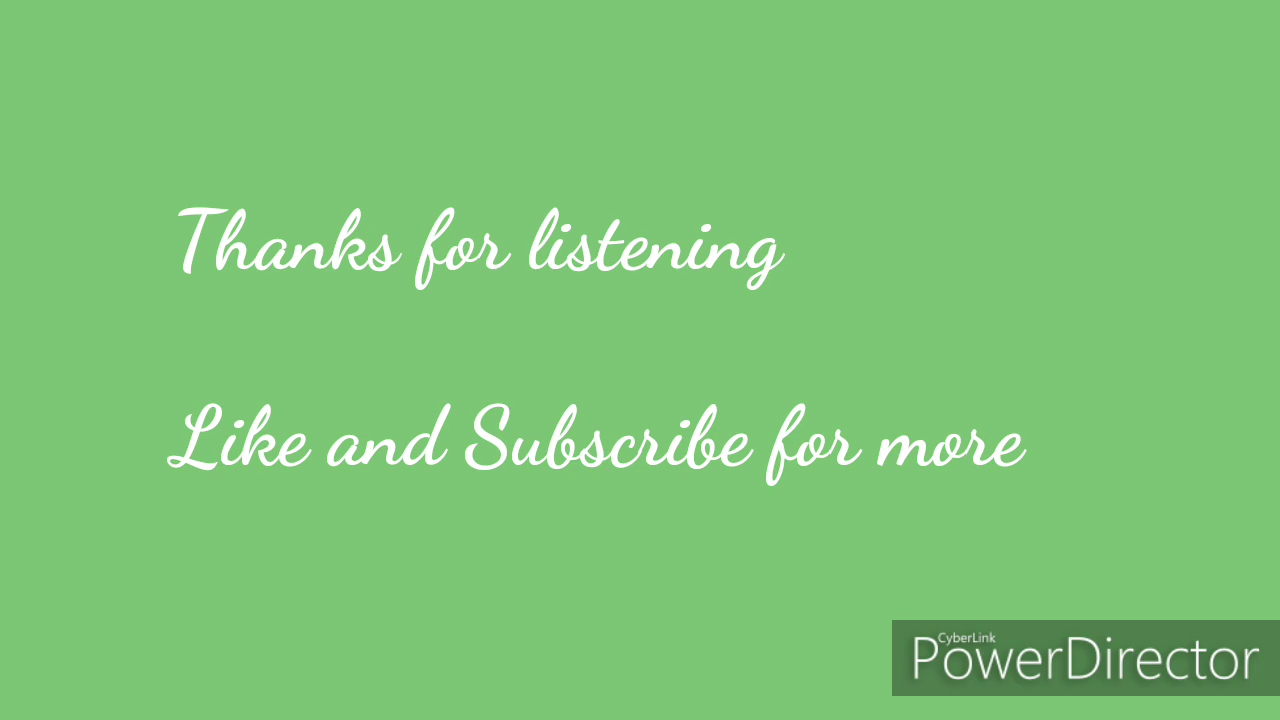 Thanks for listening
Like and Subscribe for more
CyberLink
PowerDirector